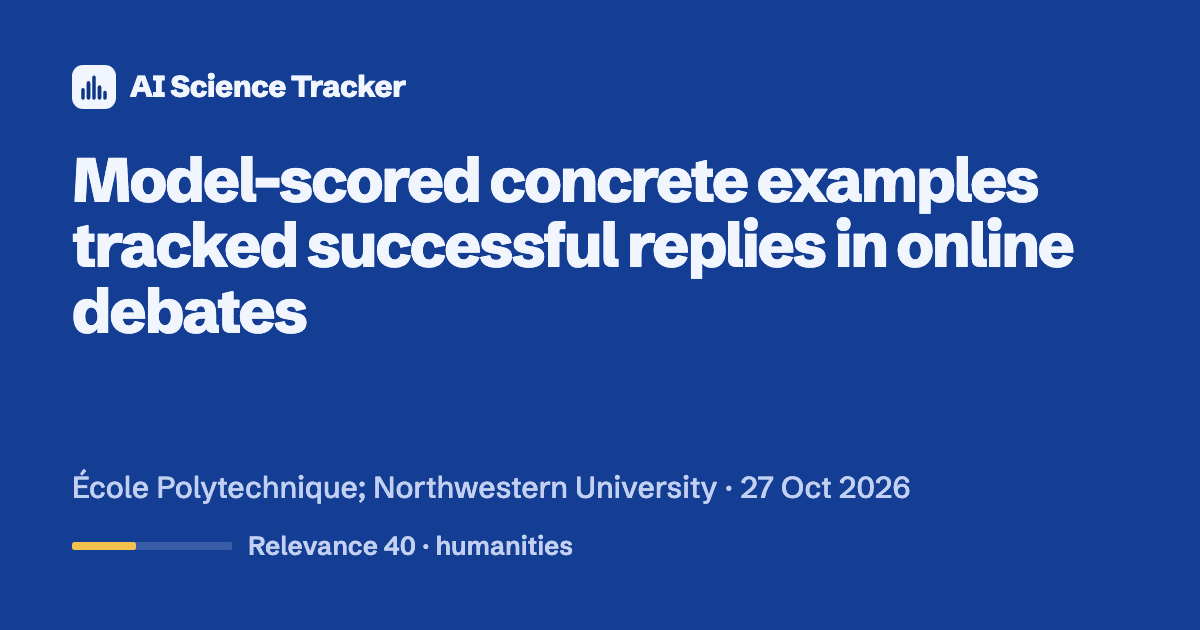 AI Science Tracker
Model-scored concrete examples
tracked successful replies in online
debates
École Polytechnique; Northwestern University · 27 Oct 2026
Relevance 40 · humanities